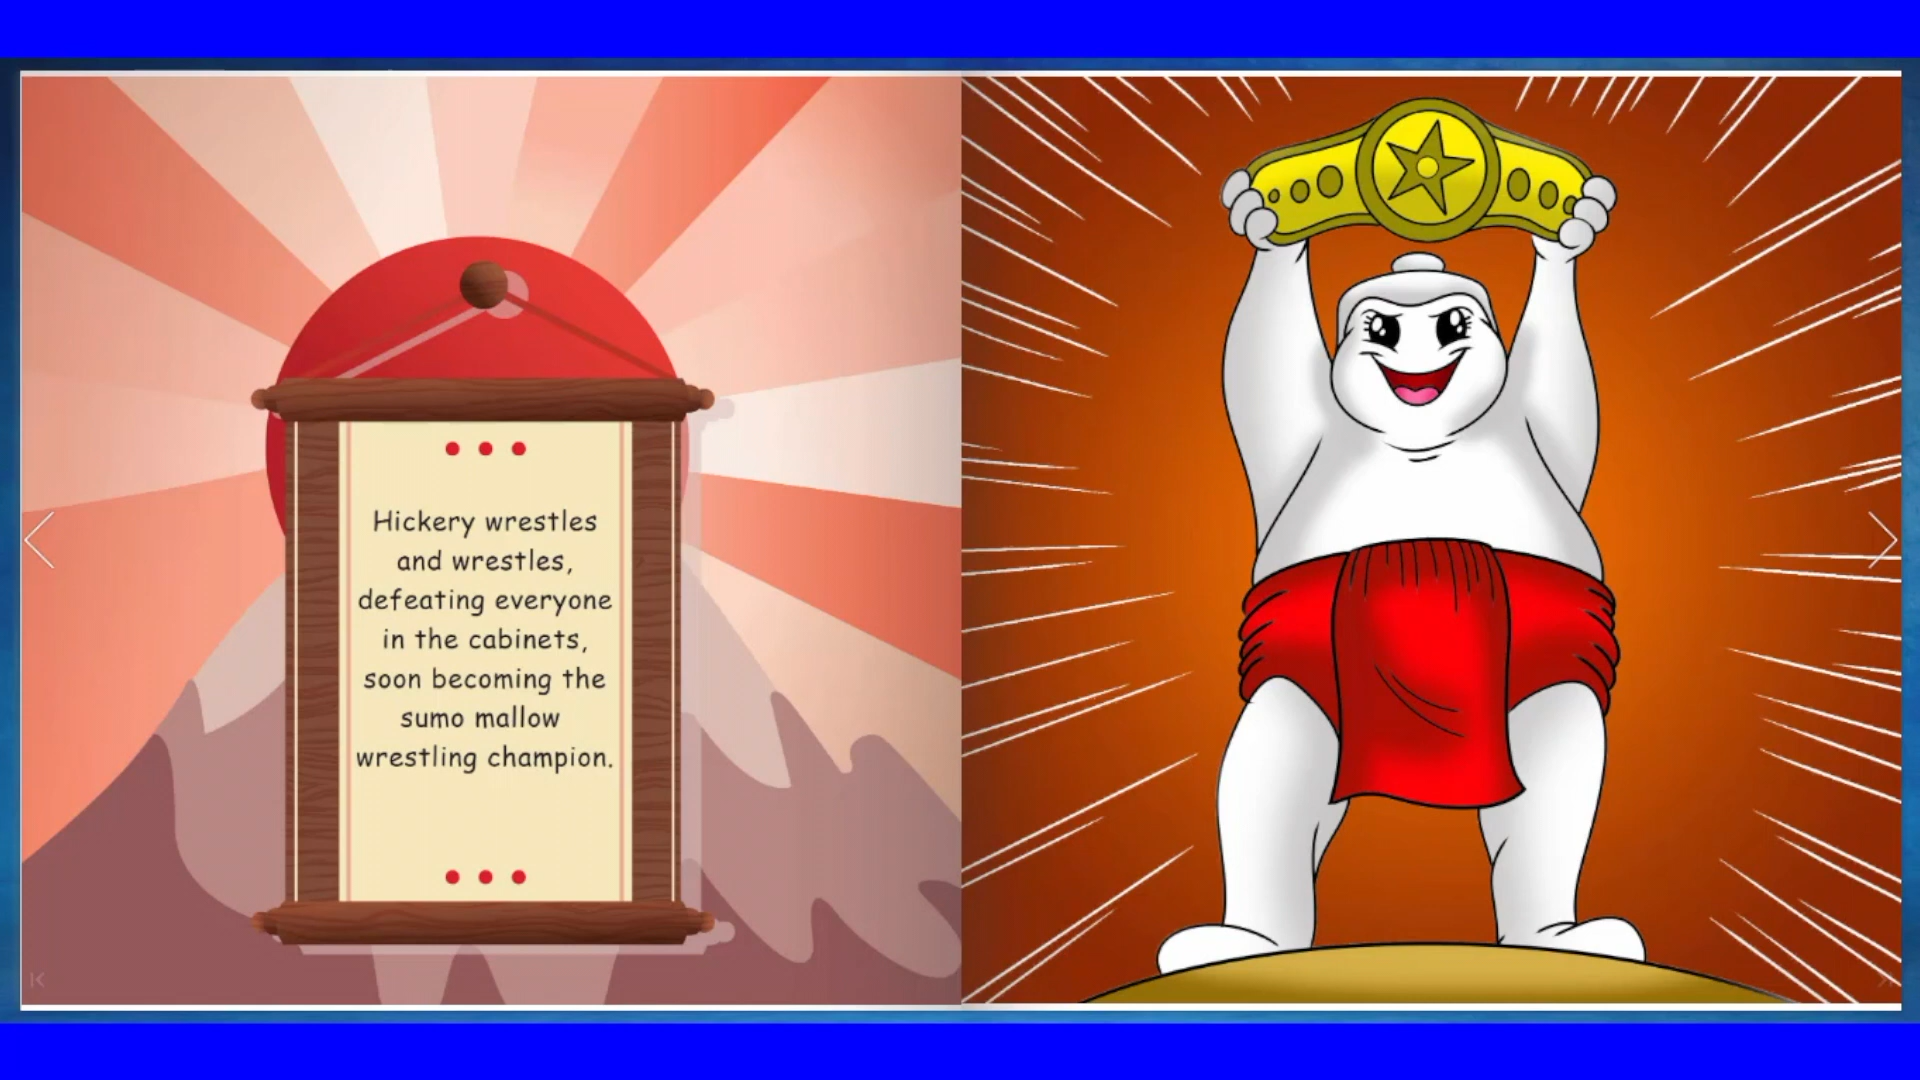 Hickery wrestles
and wrestles,
defeating everyone
in the cabinets,
soon becoming the
sumo mallow
wrestling champion.